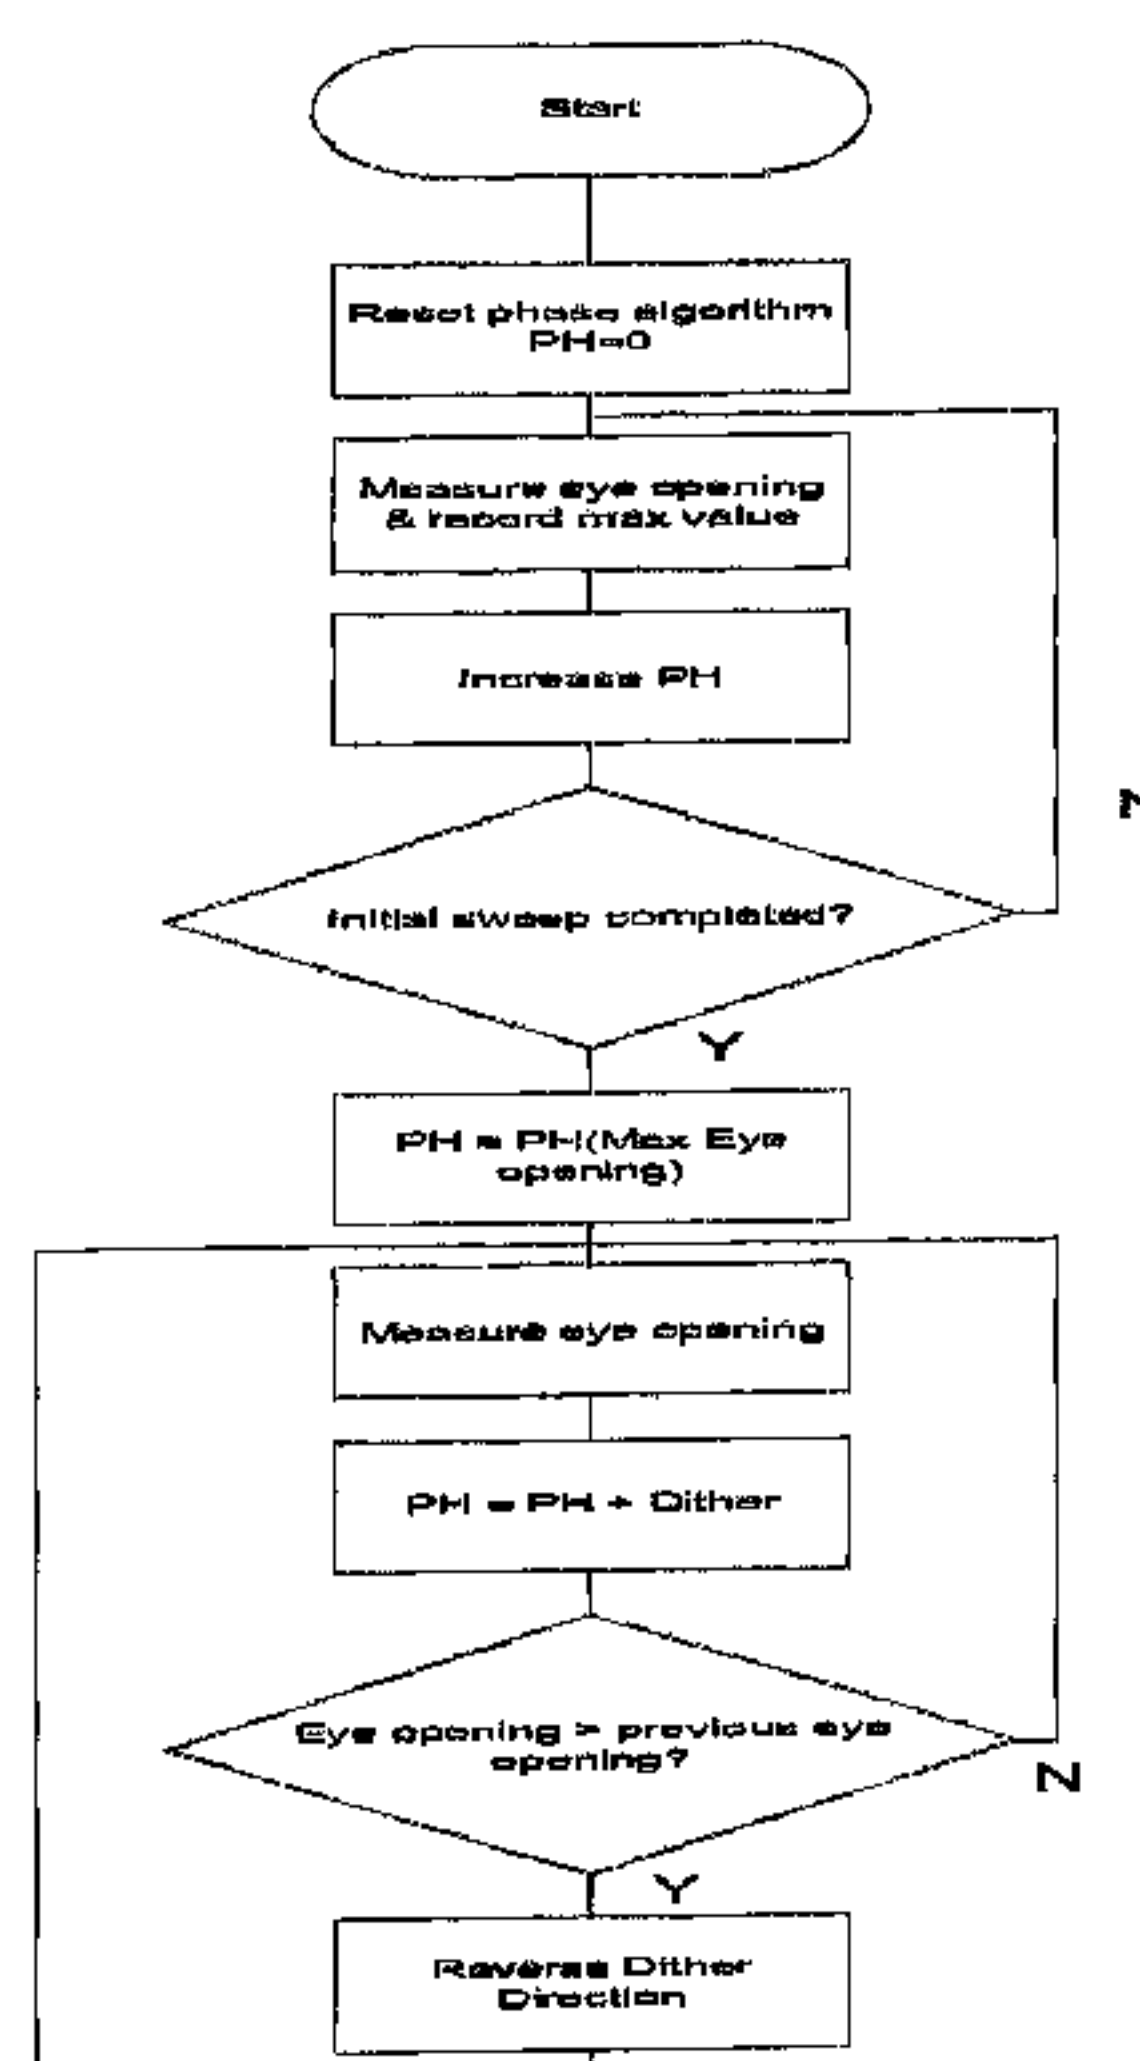 Start
Reset phase algorithm
PH=0
Measure eye opening
& record max value
Increase PH
N
Initial sweep completed?
Y
PH = PH(Max Eye
opening)
Measure eye opening
PH = PH + Dither
Eye opening > previous eye
opening?
N
Y
Reverse Dither
Direction